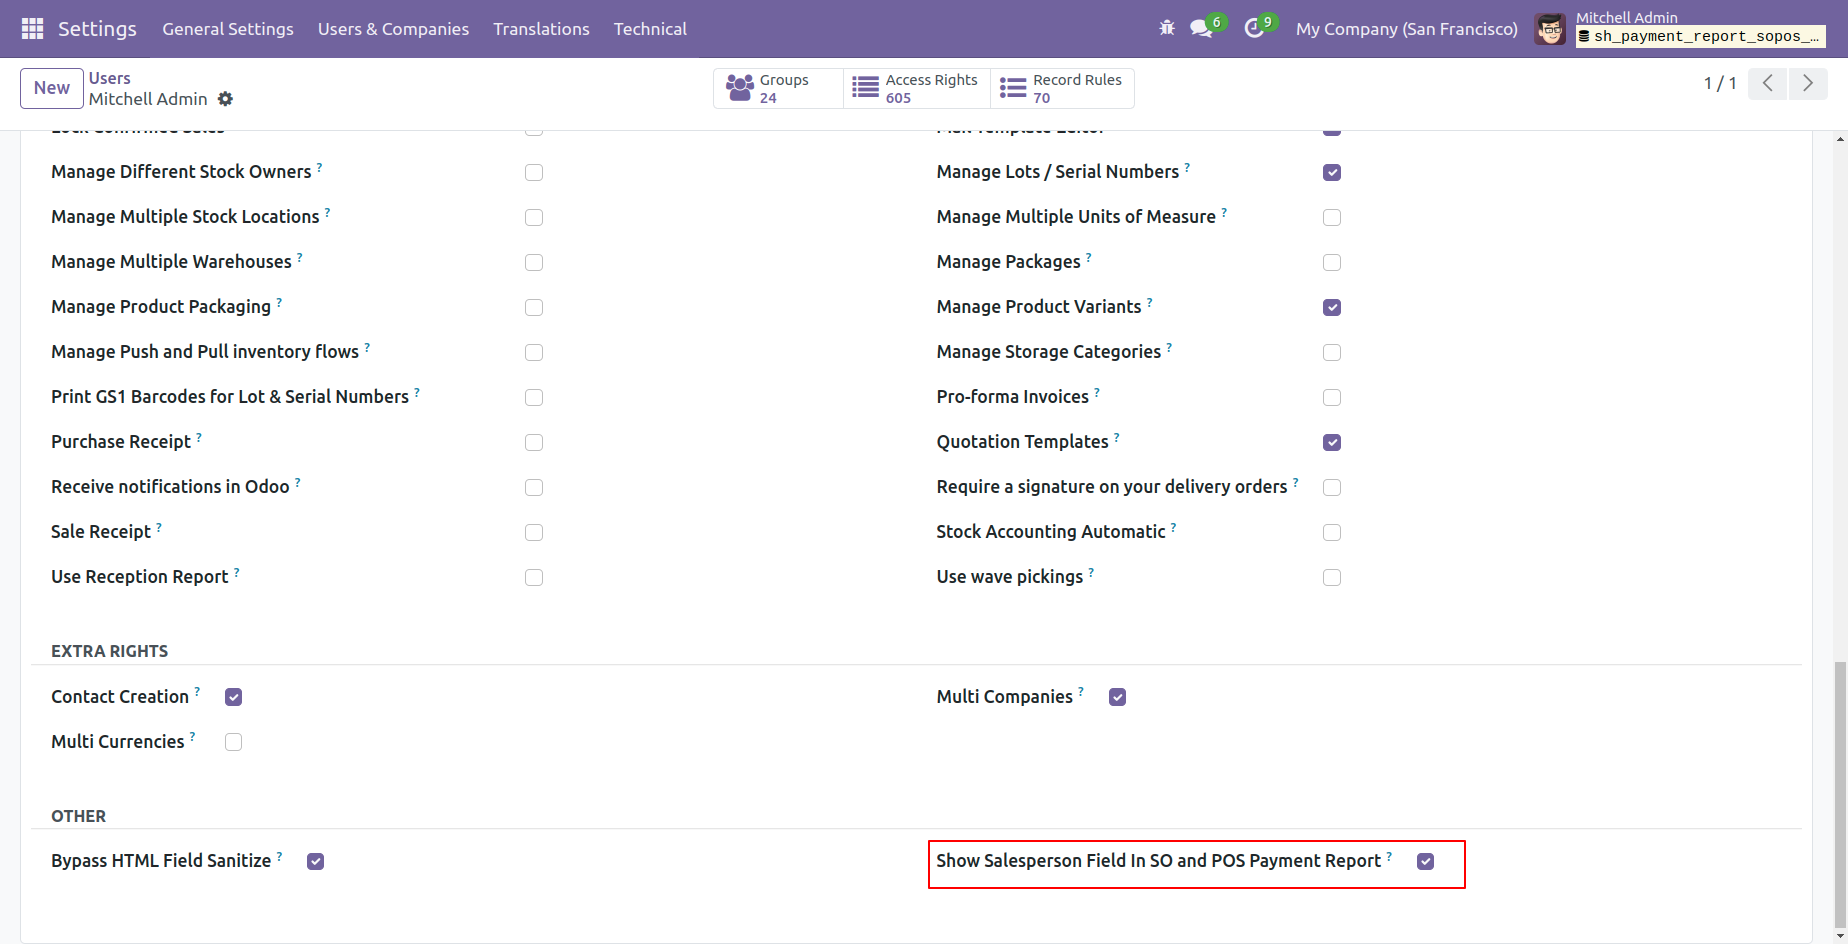 Settings General Settings Users & Companies Translations Technical 6 9 My Company (San Francisco) Mitchell Admin
sh_payment_report_sopos_...
New Users
Mitchell Admin
Groups
24
Access Rights
605
Record Rules
70
1 / 1
Lock Confirmed Sales
Mail Template Editor
Manage Different Stock Owners ?
Manage Lots / Serial Numbers ?
Manage Multiple Stock Locations ?
Manage Multiple Units of Measure ?
Manage Multiple Warehouses ?
Manage Packages ?
Manage Product Packaging ?
Manage Product Variants ?
Manage Push and Pull inventory flows ?
Manage Storage Categories ?
Print GS1 Barcodes for Lot & Serial Numbers ?
Pro-forma Invoices ?
Purchase Receipt ?
Quotation Templates ?
Receive notifications in Odoo ?
Require a signature on your delivery orders ?
Sale Receipt ?
Stock Accounting Automatic ?
Use Reception Report ?
Use wave pickings ?
EXTRA RIGHTS
Contact Creation ?
Multi Companies ?
Multi Currencies ?
OTHER
Bypass HTML Field Sanitize ?
Show Salesperson Field In SO and POS Payment Report ?